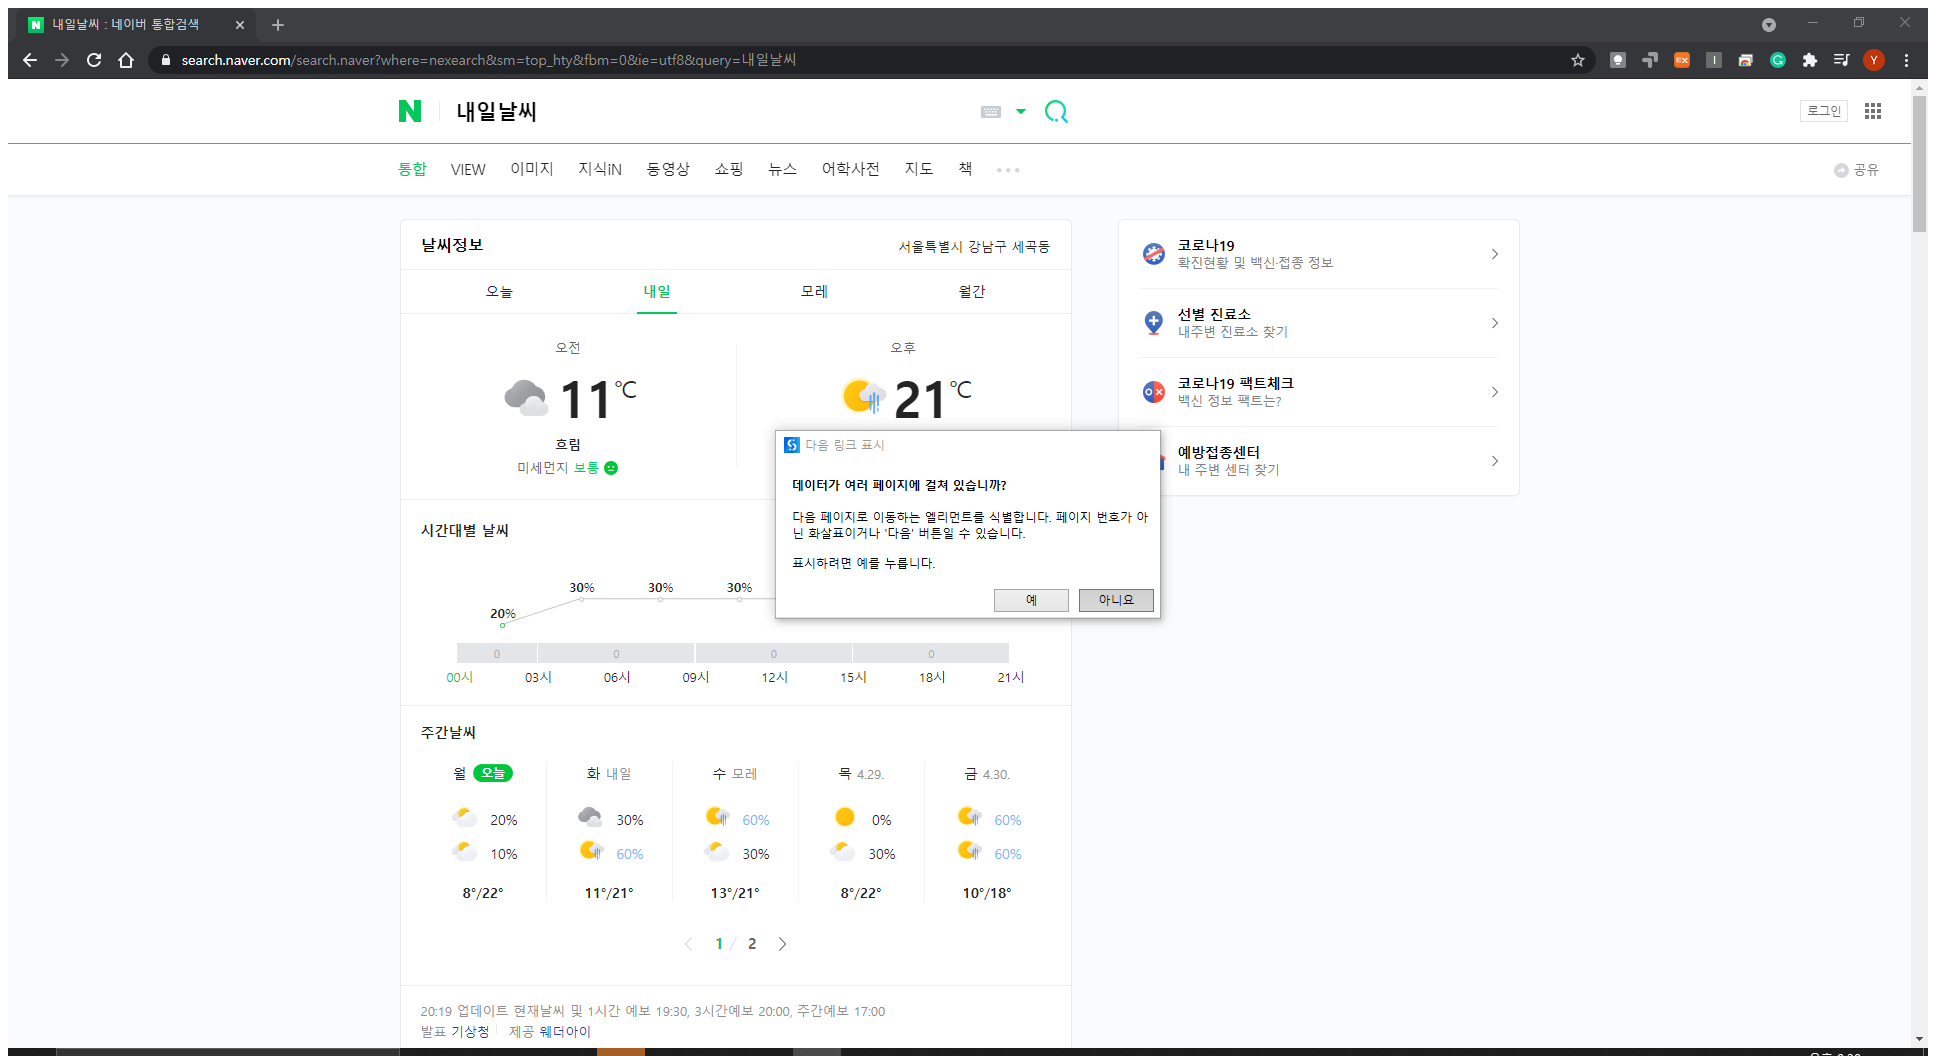 내일날씨 : 네이버 통합검색
search.naver.com/search.naver?where=nexearch&sm=top_hty&fbm=0&ie=utf8&query=내일날씨
N 내일날씨
로그인
통합 VIEW 이미지 지식iN 동영상 쇼핑 뉴스 어학사전 지도 책
공유
날씨정보 서울특별시 강남구 세곡동
오늘 내일 모레 월간
오전 오후
11℃ 21℃
흐림
미세먼지 보통
시간대별 날씨
20% 30% 30% 30%
0 0 0 0
00시 03시 06시 09시 12시 15시 18시 21시
주간날씨
월 오늘 화 내일 수 모레 목 4.29. 금 4.30.
20% 30% 60% 0% 60%
10% 60% 30% 30% 60%
8°/22° 11°/21° 13°/21° 8°/22° 10°/18°
1 / 2
20:19 업데이트 현재날씨 및 1시간 예보 19:30, 3시간예보 20:00, 주간예보 17:00
발표 기상청 제공 웨더아이
코로나19
확진현황 및 백신·접종 정보
선별 진료소
내주변 진료소 찾기
코로나19 팩트체크
백신 정보 팩트는?
예방접종센터
내 주변 센터 찾기
다음 링크 표시
데이터가 여러 페이지에 걸쳐 있습니까?
다음 페이지로 이동하는 엘리먼트를 식별합니다. 페이지 번호가 아
닌 화살표이거나 '다음' 버튼일 수 있습니다.
표시하려면 예를 누릅니다.
예 아니요